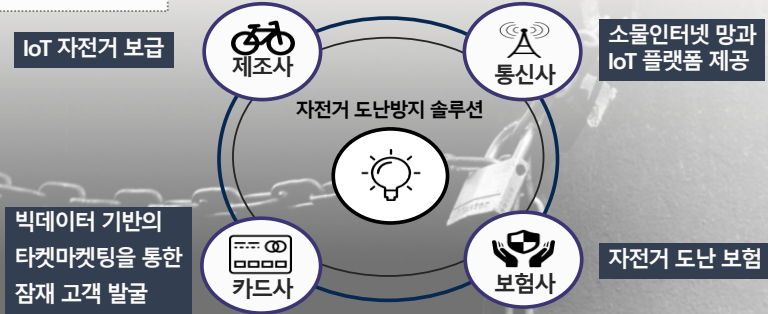 IoT 자전거 보급
제조사
통신사
소물인터넷 망과
IoT 플랫폼 제공
자전거 도난방지 솔루션
빅데이터 기반의
타켓마켓팅을 통한
잠재 고객 발굴
카드사
보험사
자전거 도난 보험